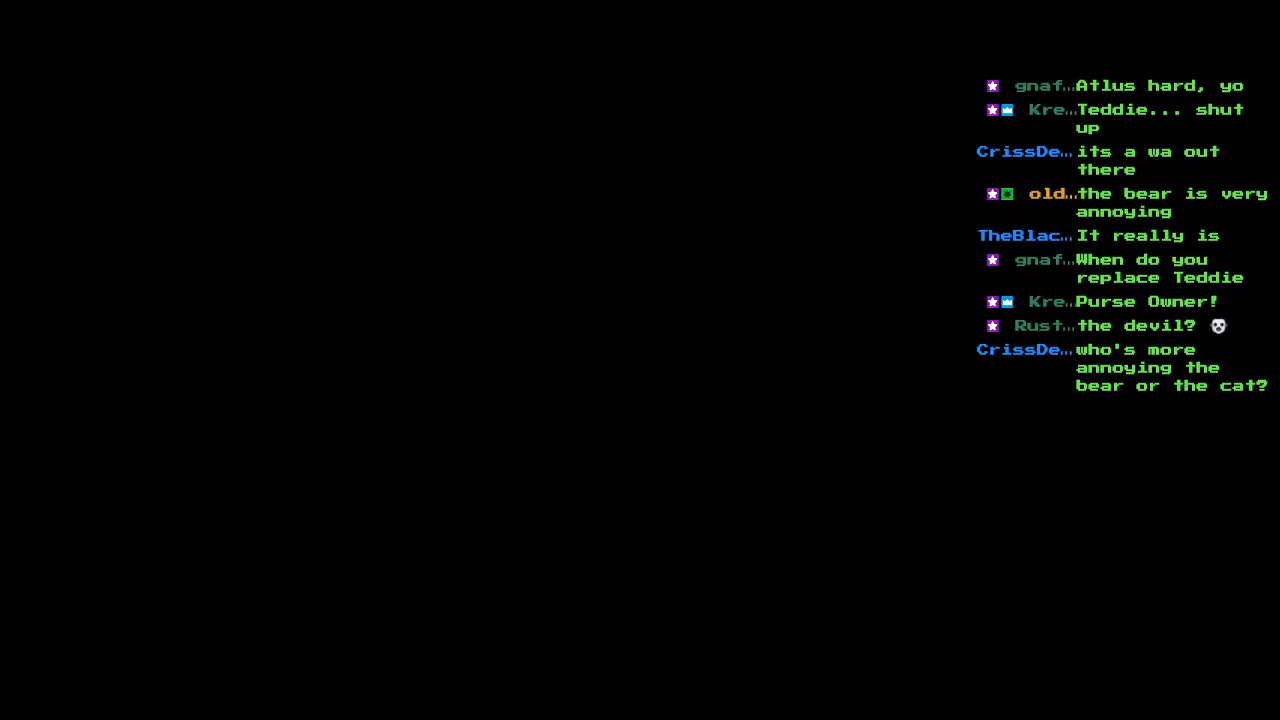 gnaf…Atlus hard, yo
Kre…Teddie... shut
up
CrissDe…its a wa out
there
old…the bear is very
annoying
TheBlac…It really is
gnaf…When do you
replace Teddie
Kre…Purse Owner!
Rust…the devil?
CrissDe…who's more
annoying the
bear or the cat?